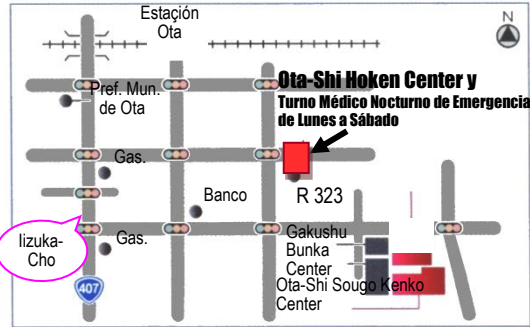 Estaçión
Ota
N
Ota-Shi Hoken Center y
Turno Médico Nocturno de Emergencia
de Lunes a Sábado
Pref. Mun.
de Ota
Gas.
Banco
R 323
Iizuka-
Cho
Gas.
Gakushu
Bunka
Center
Ota-Shi Sougo Kenko
Center
407